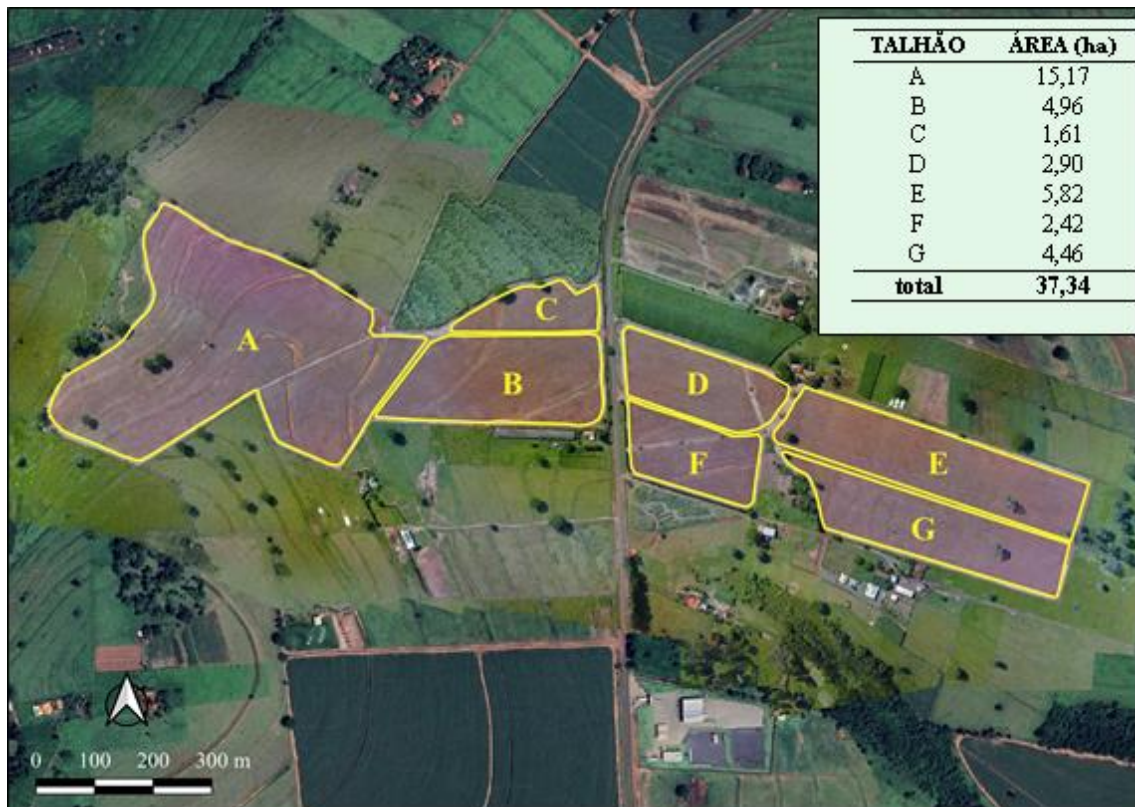 TALHÃO ÁREA (ha)
A 15,17
B 4,96
C 1,61
D 2,90
E 5,82
F 2,42
G 4,46
total 37,34
A
B
C
D
E
F
G
0 100 200 300 m